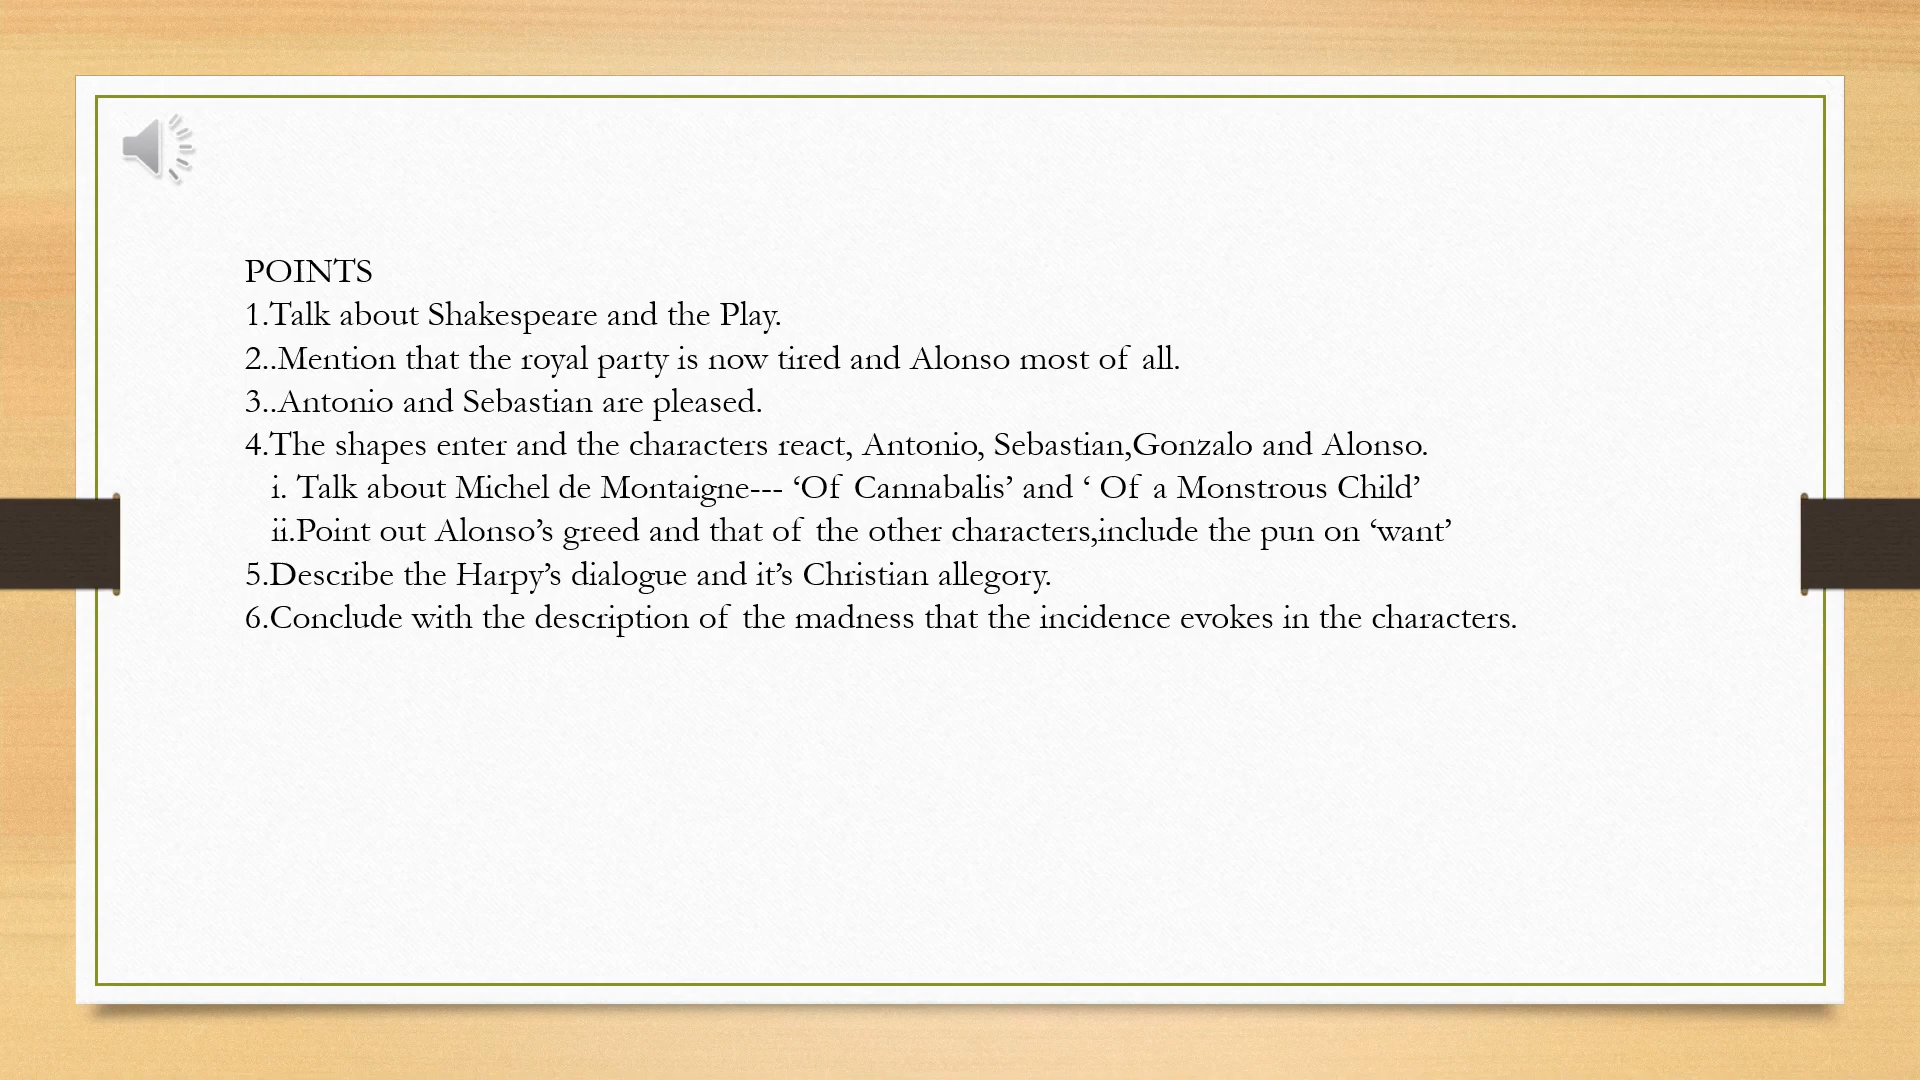 POINTS
1.Talk about Shakespeare and the Play.
2..Mention that the royal party is now tired and Alonso most of all.
3..Antonio and Sebastian are pleased.
4.The shapes enter and the characters react, Antonio, Sebastian,Gonzalo and Alonso.
i. Talk about Michel de Montaigne--- ‘Of Cannabalis’ and ‘ Of a Monstrous Child’
ii.Point out Alonso’s greed and that of the other characters,include the pun on ‘want’
5.Describe the Harpy’s dialogue and it’s Christian allegory.
6.Conclude with the description of the madness that the incidence evokes in the characters.